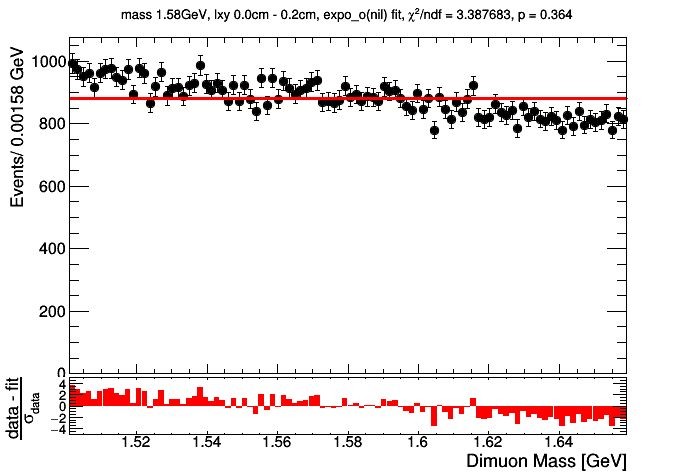 mass 1.58GeV, lxy 0.0cm - 0.2cm, expo_o(nil) fit, χ²/ndf = 3.387683, p = 0.364
Events/ 0.00158 GeV
1000
800
600
400
200
0
data - fit
σdata
4
2
0
−2
−4
1.52 1.54 1.56 1.58 1.6 1.62 1.64
Dimuon Mass [GeV]